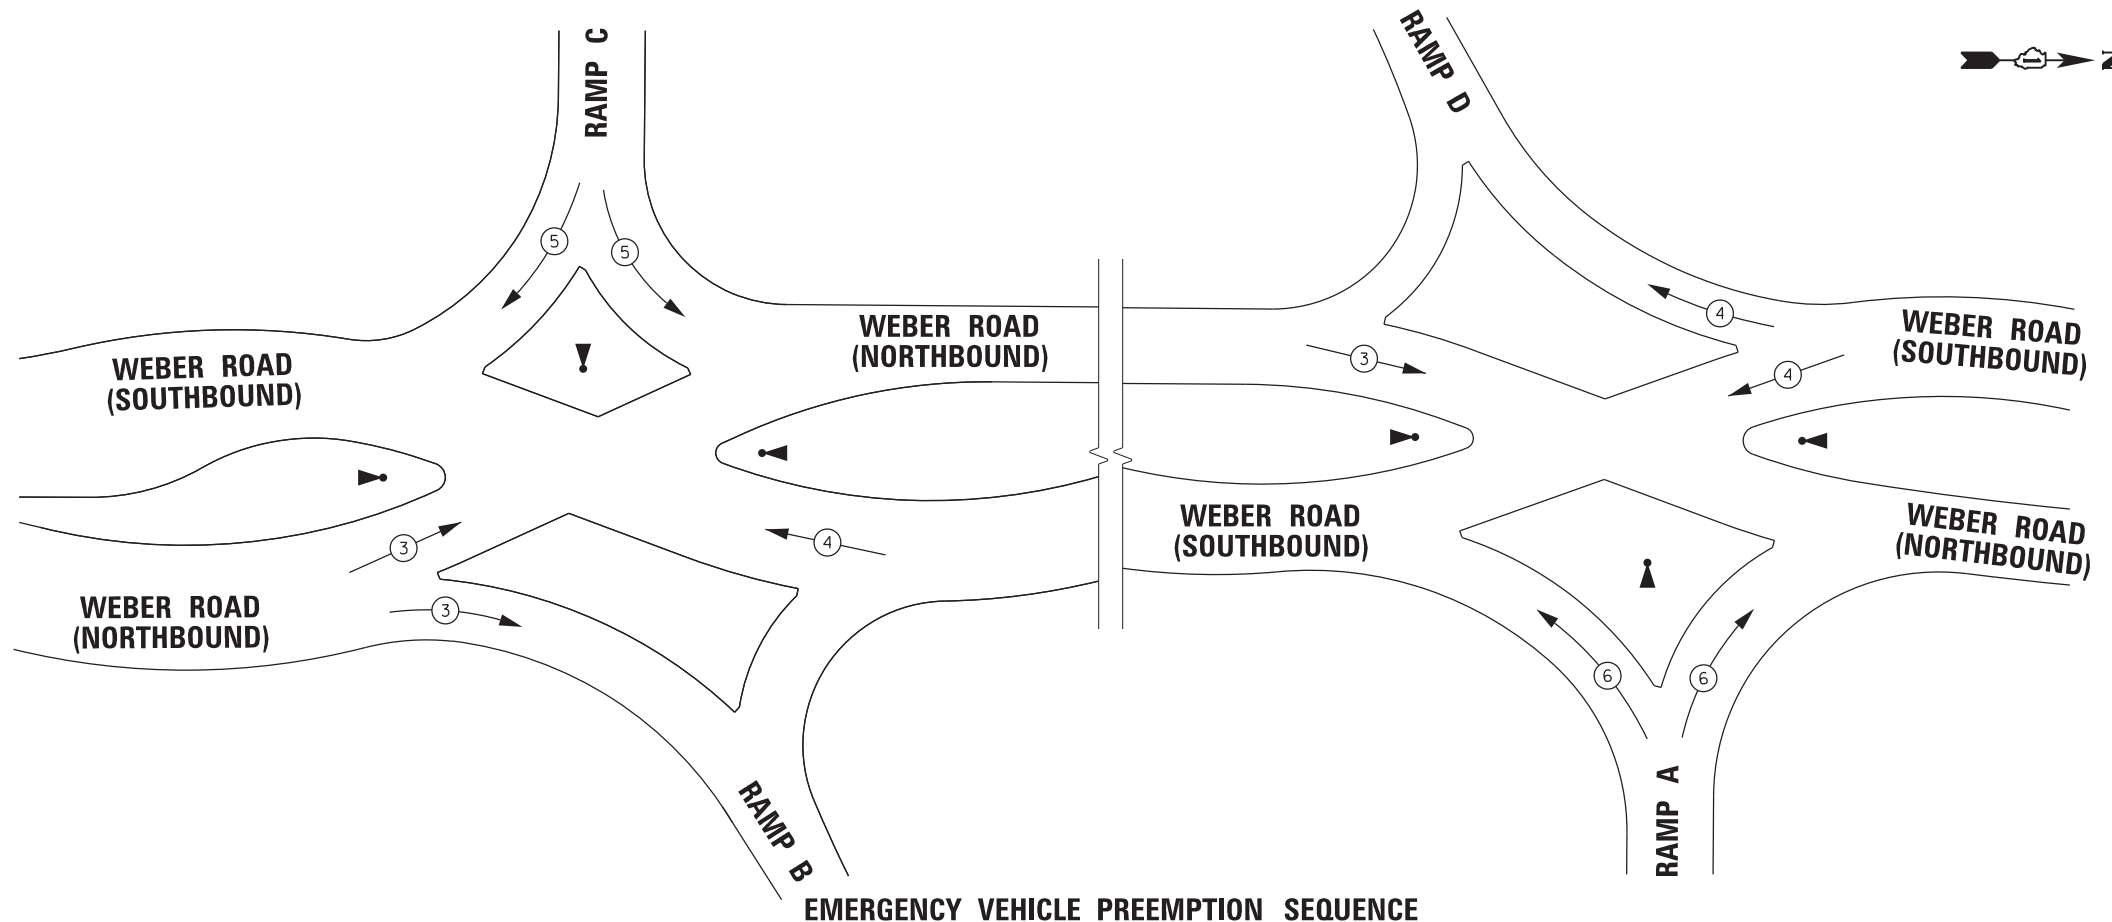 RAMP C
RAMP D
1
N
5
5
4
WEBER ROAD
(NORTHBOUND)
WEBER ROAD
(SOUTHBOUND)
3
4
WEBER ROAD
(SOUTHBOUND)
3
4
WEBER ROAD
(SOUTHBOUND)
WEBER ROAD
(NORTHBOUND)
WEBER ROAD
(NORTHBOUND)
3
6
6
RAMP B
RAMP A
EMERGENCY VEHICLE PREEMPTION SEQUENCE